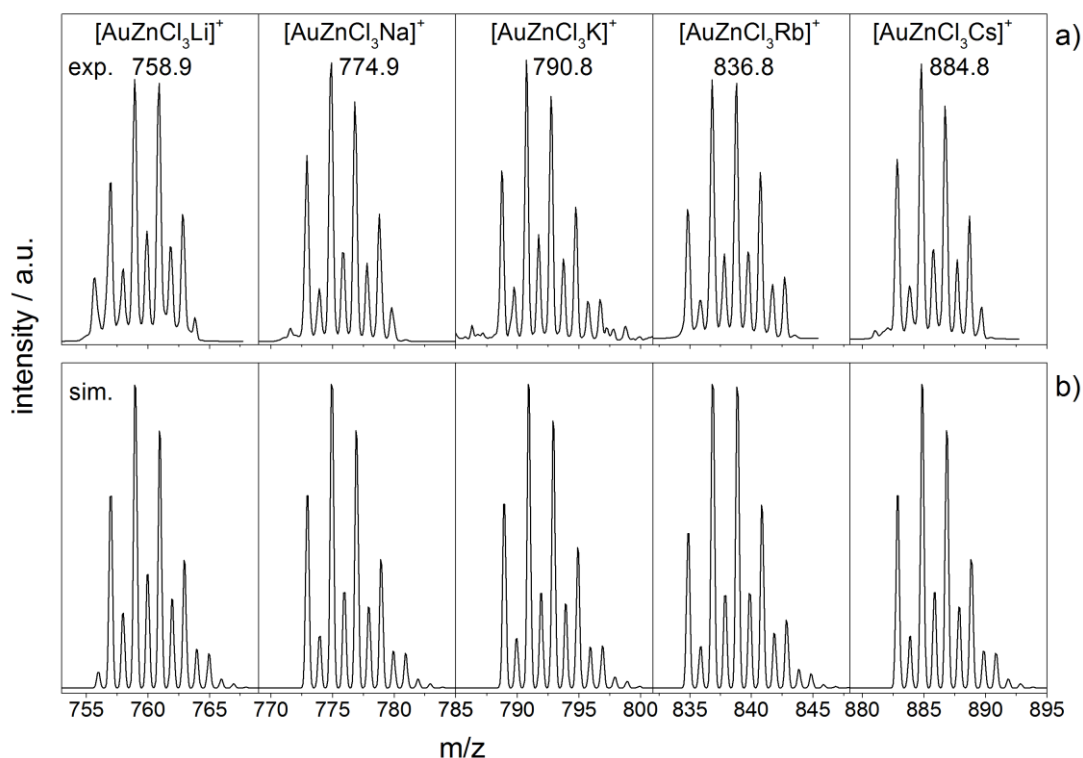 [AuZnCl₃Li]⁺ [AuZnCl₃Na]⁺ [AuZnCl₃K]⁺ [AuZnCl₃Rb]⁺ [AuZnCl₃Cs]⁺ a)
exp. 758.9 774.9 790.8 836.8 884.8
intensity / a.u.
sim. b)
755 760 765 770 775 780 785 790 795 800 835 840 845 880 885 890 895
m/z